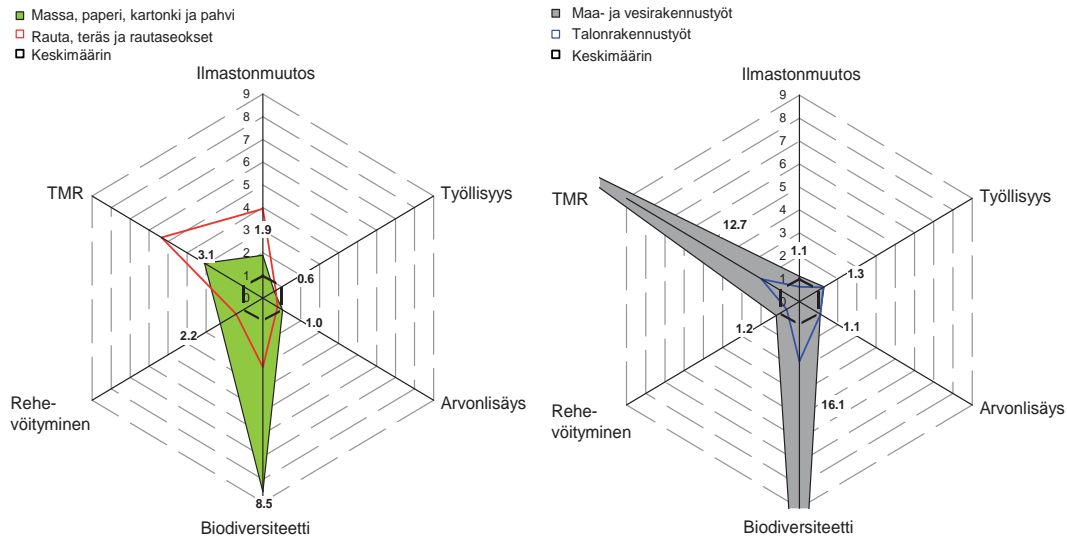 Massa, paperi, kartonki ja pahvi
Rauta, teräs ja rautaseokset
Keskimäärin
Ilmastonmuutos
9
8
7
6
5
4
3
2
1
0
TMR
Työllisyys
1.9
3.1
0.6
1.0
2.2
Rehe-
vöityminen
Arvonlisäys
8.5
Biodiversiteetti
Maa- ja vesirakennustyöt
Talonrakennustyöt
Keskimäärin
Ilmastonmuutos
9
8
7
6
5
4
3
2
1
0
TMR
Työllisyys
12.7
1.1
1.3
1.2
1.1
Rehe-
vöityminen
16.1
Arvonlisäys
Biodiversiteetti